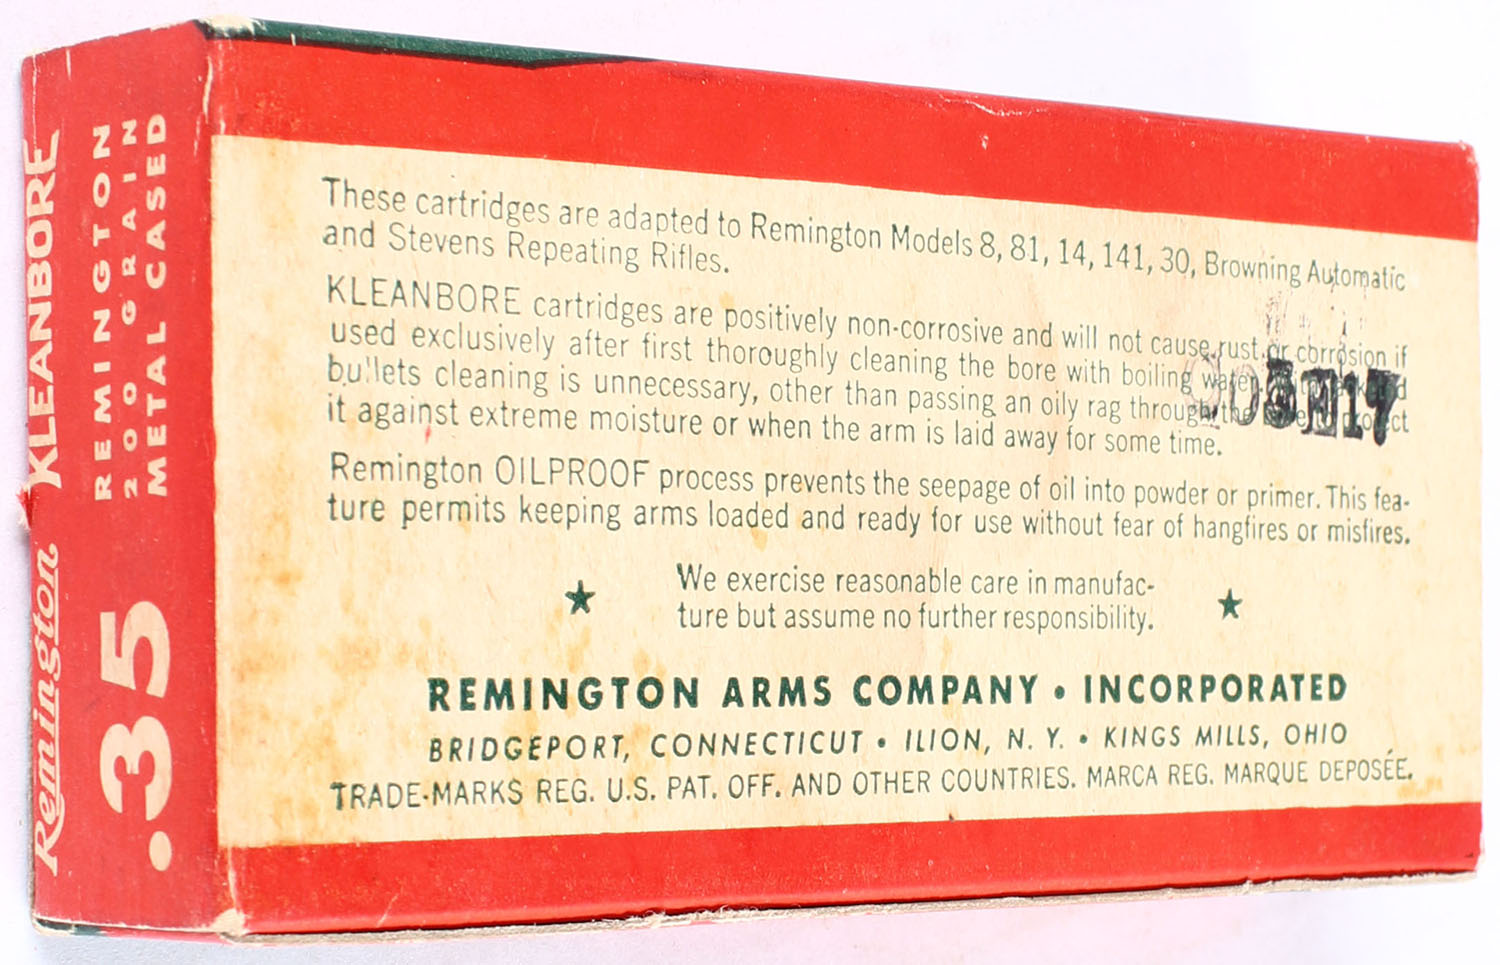 Remington KLEANBORE
.35 REMINGTON
200 GRAIN
METAL CASED
These cartridges are adapted to Remington Models 8, 81, 14, 141, 30, Browning Automatic
and Stevens Repeating Rifles.
KLEANBORE cartridges are positively non-corrosive and will not cause rust or corrosion if
used exclusively after first thoroughly cleaning the bore with boiling water.
bullets cleaning is unnecessary, other than passing an oily rag through the bore to protect
it against extreme moisture or when the arm is laid away for some time.
Remington OILPROOF process prevents the seepage of oil into powder or primer. This fea-
ture permits keeping arms loaded and ready for use without fear of hangfires or misfires.
We exercise reasonable care in manufac-
ture but assume no further responsibility.
REMINGTON ARMS COMPANY • INCORPORATED
BRIDGEPORT, CONNECTICUT • ILION, N. Y. • KINGS MILLS, OHIO
TRADE-MARKS REG. U.S. PAT. OFF. AND OTHER COUNTRIES. MARCA REG. MARQUE DEPOSÉE.